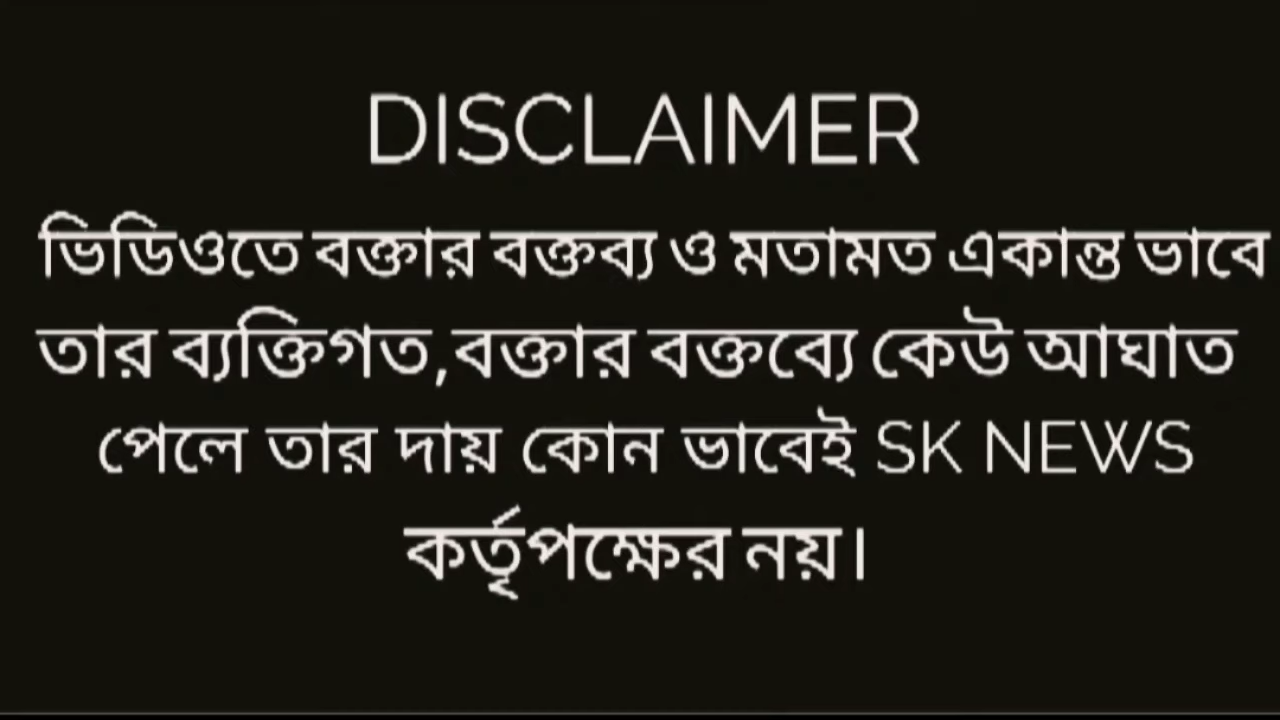 DISCLAIMER
ভিডিওতে বক্তার বক্তব্য ও মতামত একান্ত ভাবে
তার ব্যক্তিগত,বক্তার বক্তব্যে কেউ আঘাত
পেলে তার দায় কোন ভাবেই SK NEWS
কর্তৃপক্ষের নয়।